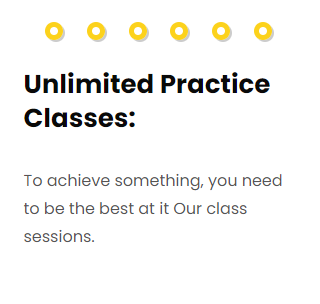 Unlimited Practice
Classes:
To achieve something, you need
to be the best at it Our class
sessions.